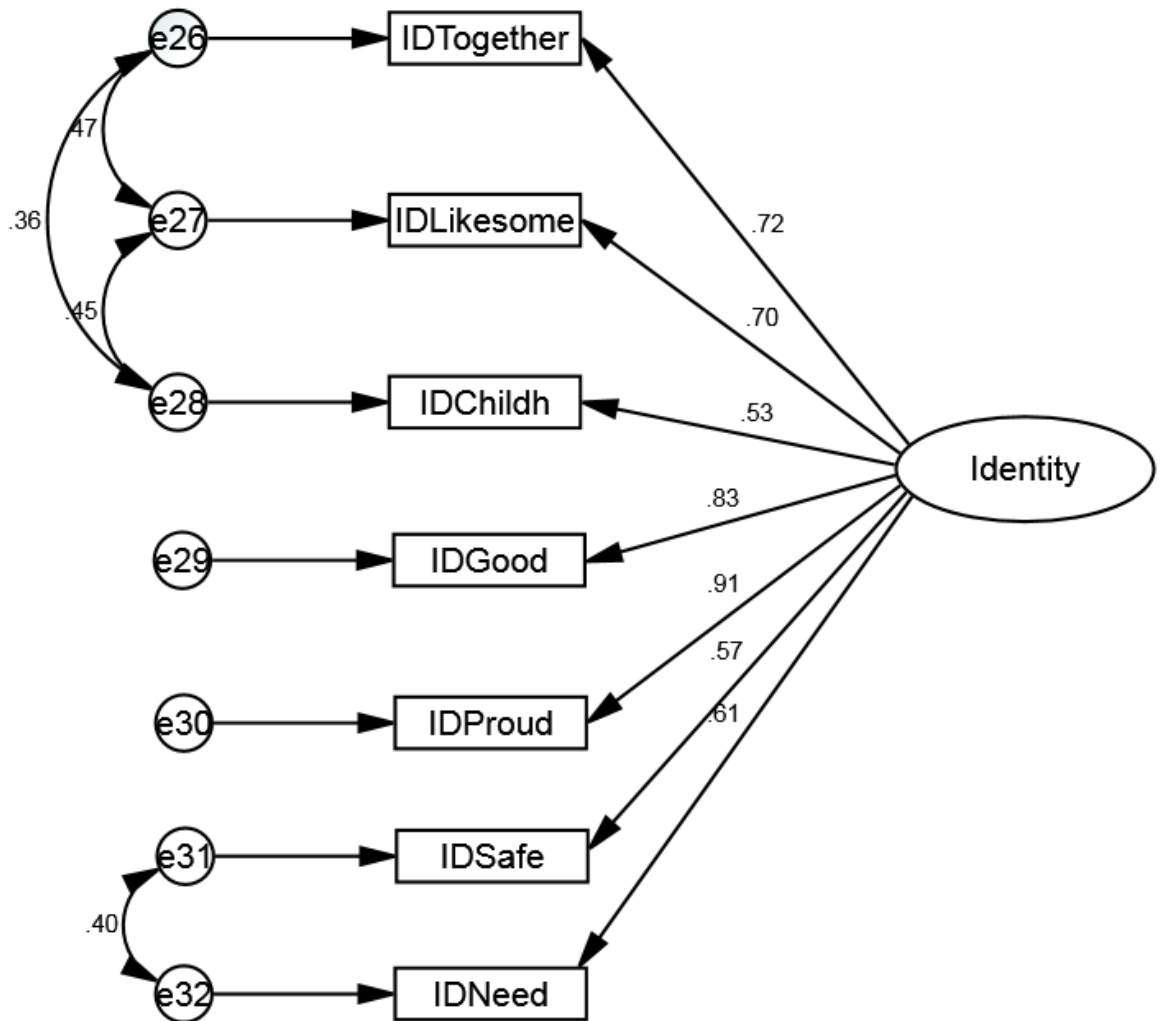 e26 IDTogether
.47
.72
.36 e27 IDLikesome
.70
.45
e28 IDChildh .53
Identity
.83
e29 IDGood
.91
.57
e30 IDProud .61
e31 IDSafe
.40
e32 IDNeed